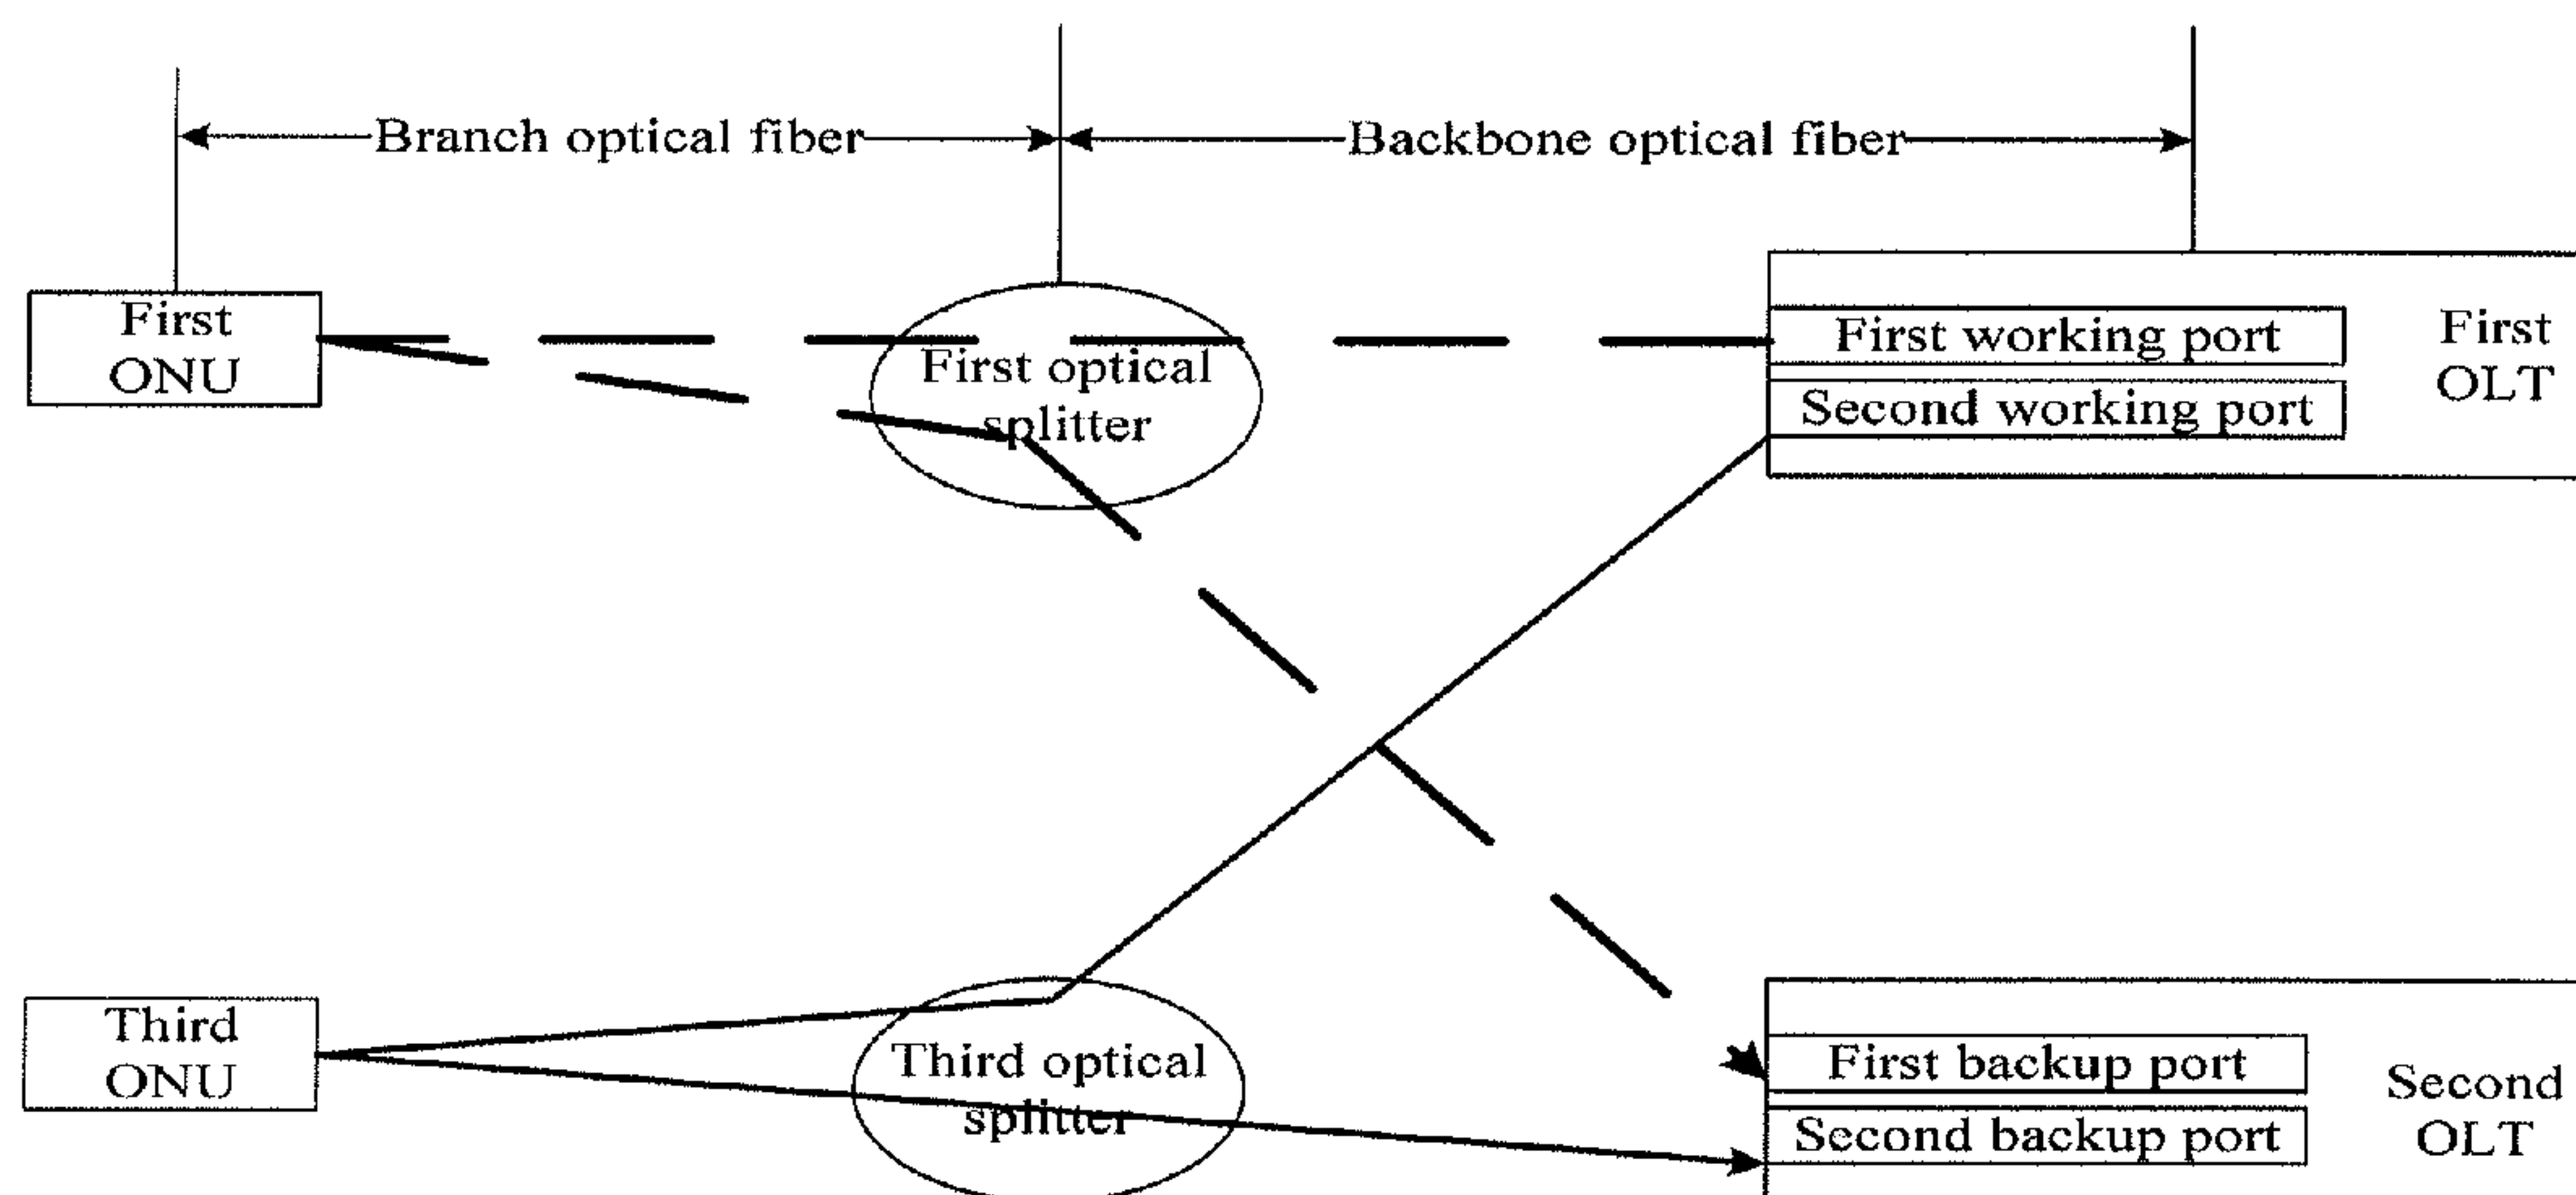 Branch optical fiber
Backbone optical fiber
First
ONU
First optical
splitter
First working port
Second working port
First
OLT
Third
ONU
Third optical
splitter
First backup port
Second backup port
Second
OLT